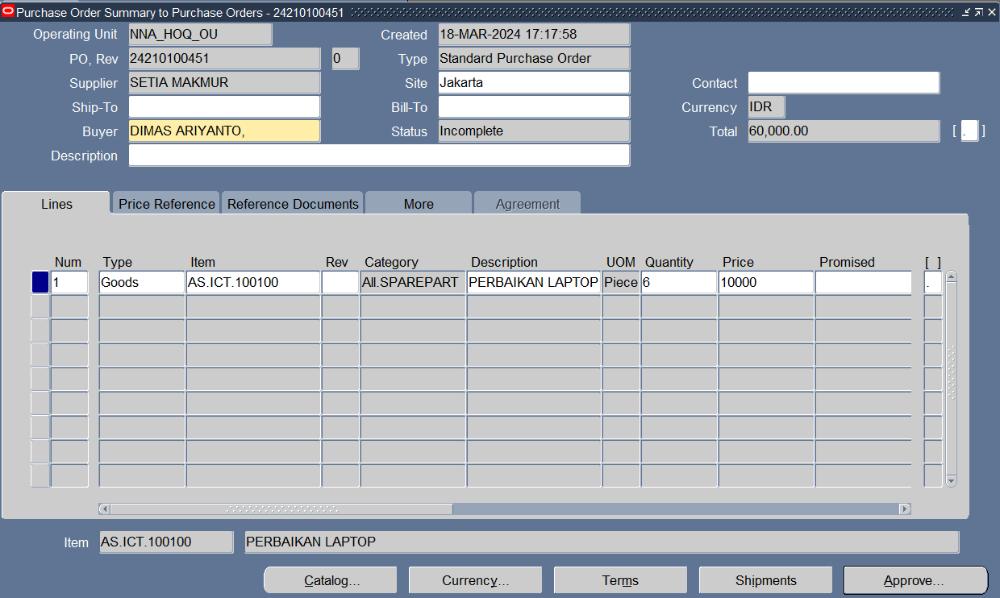 Purchase Order Summary to Purchase Orders - 24210100451
Operating Unit NNA_HOQ_OU Created 18-MAR-2024 17:17:58
PO, Rev 24210100451 0 Type Standard Purchase Order
Supplier SETIA MAKMUR Site Jakarta Contact
Ship-To Bill-To Currency IDR
Buyer DIMAS ARIYANTO, Status Incomplete Total 60,000.00 [ . ]
Description
Lines Price Reference Reference Documents More Agreement
Num Type Item Rev Category Description UOM Quantity Price Promised [ ]
1 Goods AS.ICT.100100 All.SPAREPART PERBAIKAN LAPTOP Piece 6 10000 .
Item AS.ICT.100100 PERBAIKAN LAPTOP
Catalog... Currency... Terms Shipments Approve...